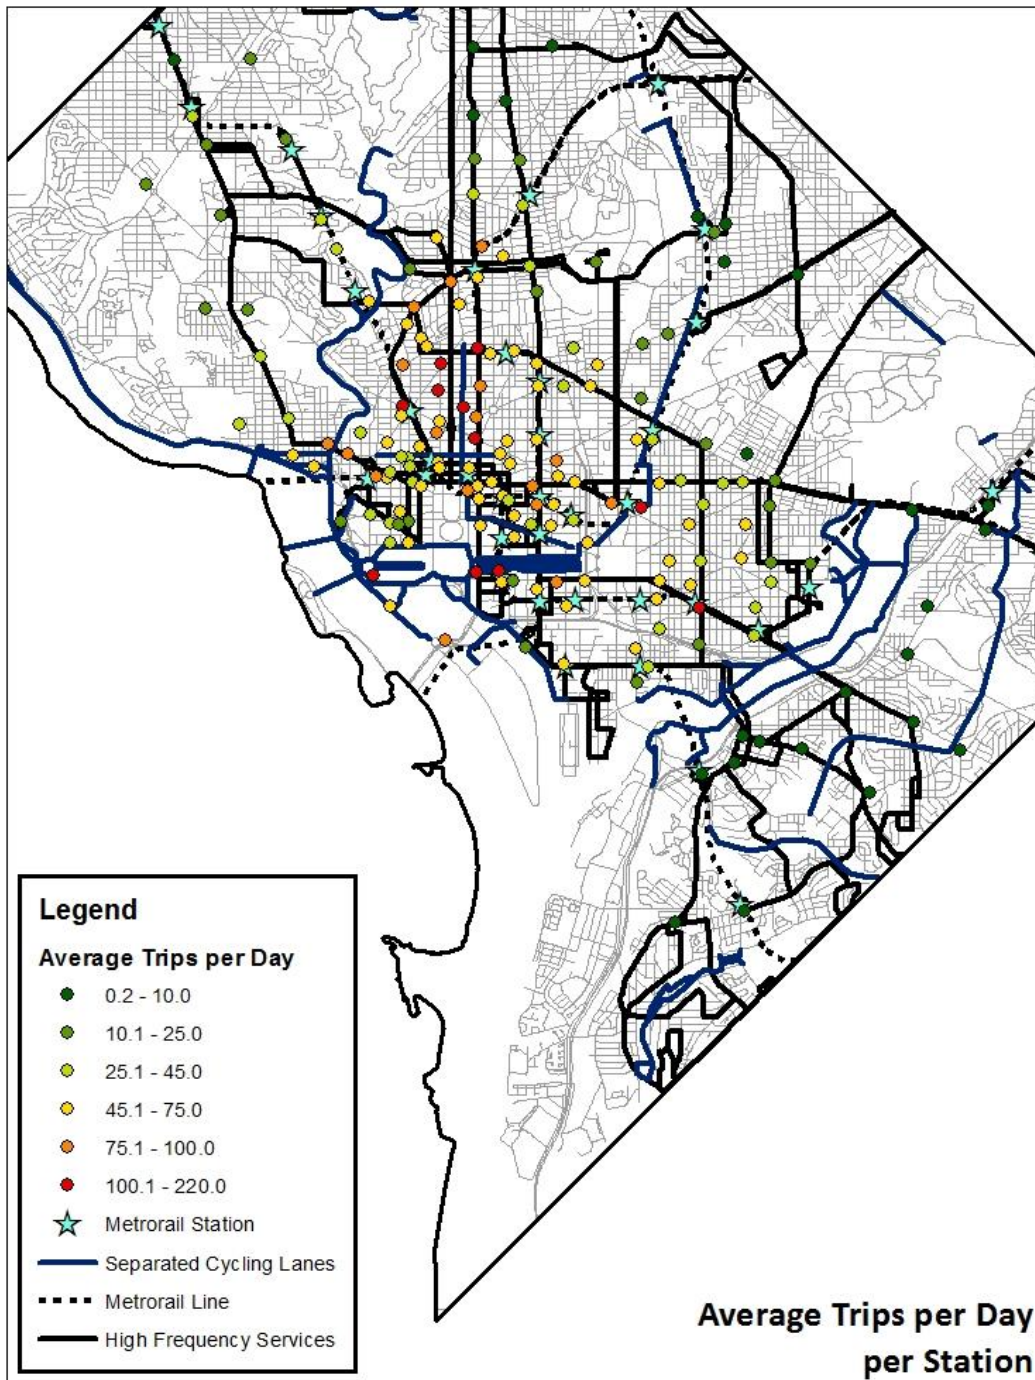 Legend
Average Trips per Day
0.2 - 10.0
10.1 - 25.0
25.1 - 45.0
45.1 - 75.0
75.1 - 100.0
100.1 - 220.0
Metrorail Station
Separated Cycling Lanes
Metrorail Line
High Frequency Services
Average Trips per Day
per Station